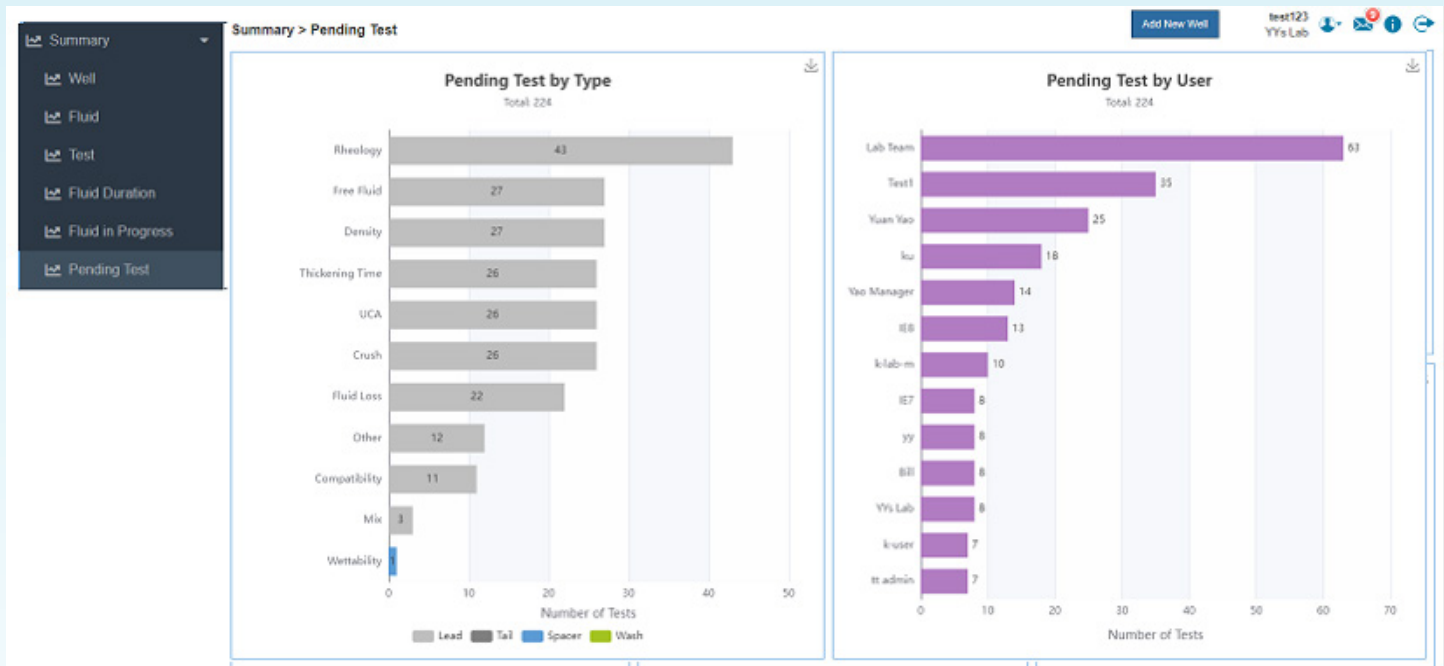 Summary
Well
Fluid
Test
Fluid Duration
Fluid in Progress
Pending Test
Summary > Pending Test
Add New Well
test123
YYs Lab
9
Pending Test by Type
Total: 224
Rheology 43
Free Fluid 27
Density 27
Thickening Time 26
UCA 26
Crush 26
Fluid Loss 22
Other 12
Compatibility 11
Mix 3
Wettability 1
0 10 20 30 40 50
Number of Tests
Lead Tail Spacer Wash
Pending Test by User
Total: 224
Lab Team 63
Test1 35
Yuan Yao 25
ku 18
Yao Manager 14
IE8 13
k-lab-m 10
IE7 8
yy 8
Bill 8
YYs Lab 8
k-user 7
tt admin 7
0 10 20 30 40 50 60 70
Number of Tests